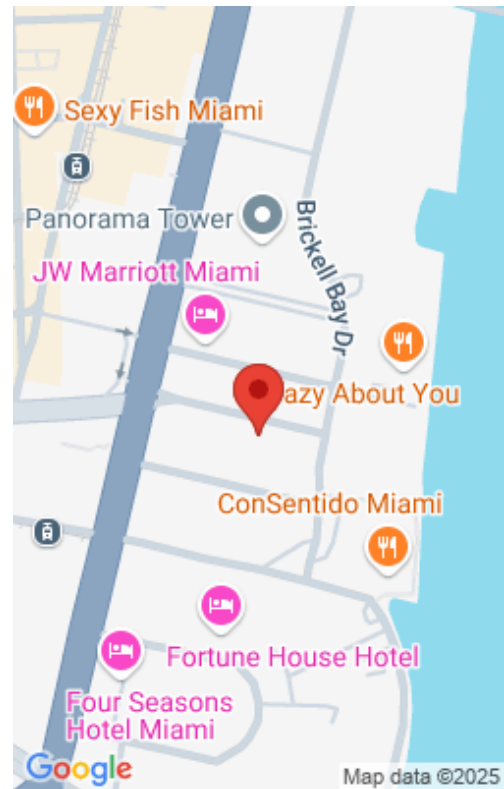 Sexy Fish Miami
Panorama Tower
Brickell Bay Dr
JW Marriott Miami
azy About You
ConSentido Miami
Fortune House Hotel
Four Seasons
Hotel Miami
Google
Map data ©2025